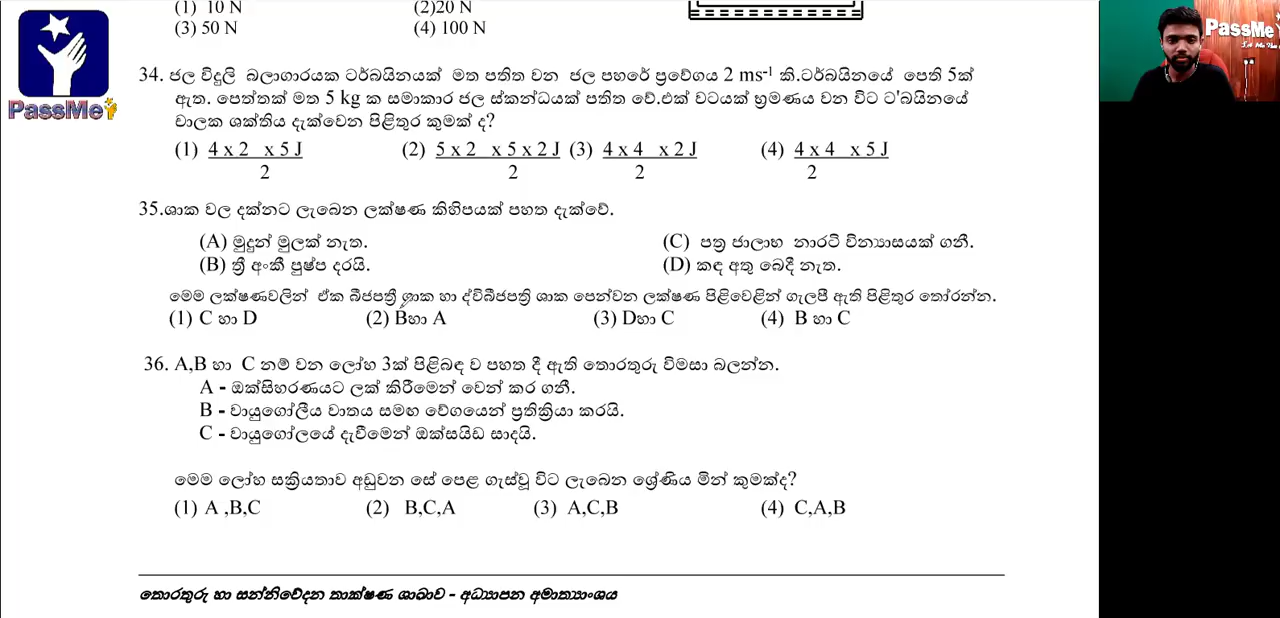 (1) 10 N (2)20 N
(3) 50 N (4) 100 N
PassMe
PassMe
34. ජල විදුලි බලාගාරයක ටර්බයිනයක් මත පතිත වන ජල පහරේ ප්‍රවේගය 2 ms-1 කි.ටර්බයිනයේ පෙති 5ක්
ඇත. පෙත්තක් මත 5 kg ක සමාකාර ජල ස්කන්ධයක් පතිත වේ.එක් වටයක් භ්‍රමණය වන විට ට'බයිනයේ
චාලක ශක්තිය දැක්වෙන පිළිතුර කුමක් ද?
(1) 4 x 2 x 5 J (2) 5 x 2 x 5 x 2 J (3) 4 x 4 x 2 J (4) 4 x 4 x 5 J
2 2 2 2
35.ශාක වල දක්නට ලැබෙන ලක්ෂණ කිහිපයක් පහත දැක්වේ.
(A) මුදුන් මුලක් නැත. (C) පත්‍ර ජාලාභ නාරටි වින්‍යාසයක් ගනී.
(B) ත්‍රි අංකී පුෂ්ප දරයි. (D) කඳ අතු බෙදී නැත.
මෙම ලක්ෂණවලින් ඒක බීජපත්‍රී ශාක හා ද්වීබීජපත්‍රි ශාක පෙන්වන ලක්ෂණ පිළිවෙළින් ගැලපී ඇති පිළිතුර තෝරන්න.
(1) C හා D (2) Bහා A (3) Dහා C (4) B හා C
36. A,B හා C නම් වන ලෝහ 3ක් පිළිබඳ ව පහත දී ඇති තොරතුරු විමසා බලන්න.
A - ඔක්සිහරණයට ලක් කිරීමෙන් වෙන් කර ගනී.
B - වායුගෝලීය වාතය සමඟ වේගයෙන් ප්‍රතික්‍රියා කරයි.
C - වායුගෝලයේ දැවීමෙන් ඔක්සයිඩ සාදයි.
මෙම ලෝහ සක්‍රියතාව අඩුවන සේ පෙළ ගැස්වූ විට ලැබෙන ශ්‍රේණිය මින් කුමක්ද?
(1) A ,B,C (2) B,C,A (3) A,C,B (4) C,A,B
තොරතුරු හා සන්නිවේදන තාක්ෂණ ශාඛාව - අධ්‍යාපන අමාත්‍යාංශය